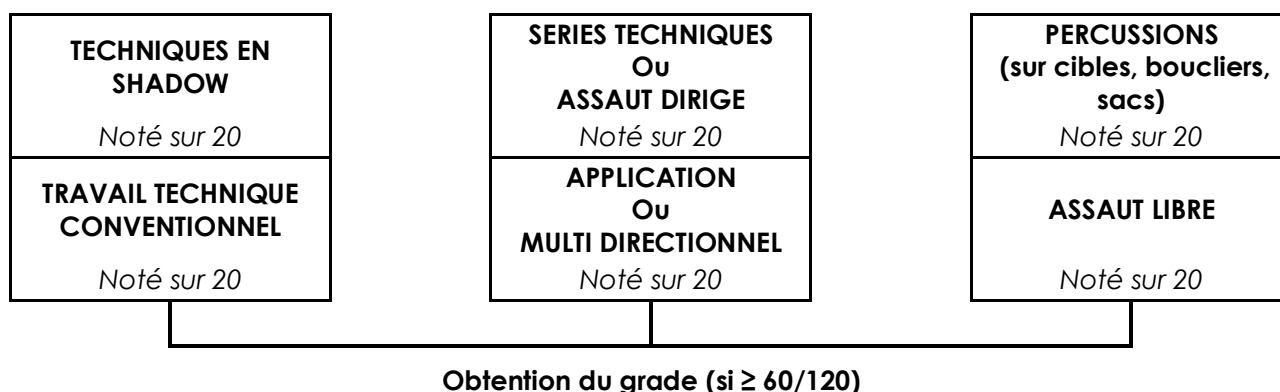 TECHNIQUES EN
SHADOW
Noté sur 20
TRAVAIL TECHNIQUE
CONVENTIONNEL
Noté sur 20
SERIES TECHNIQUES
Ou
ASSAUT DIRIGE
Noté sur 20
APPLICATION
Ou
MULTI DIRECTIONNEL
Noté sur 20
PERCUSSIONS
(sur cibles, boucliers,
sacs)
Noté sur 20
ASSAUT LIBRE
Noté sur 20
Obtention du grade (si ≥ 60/120)